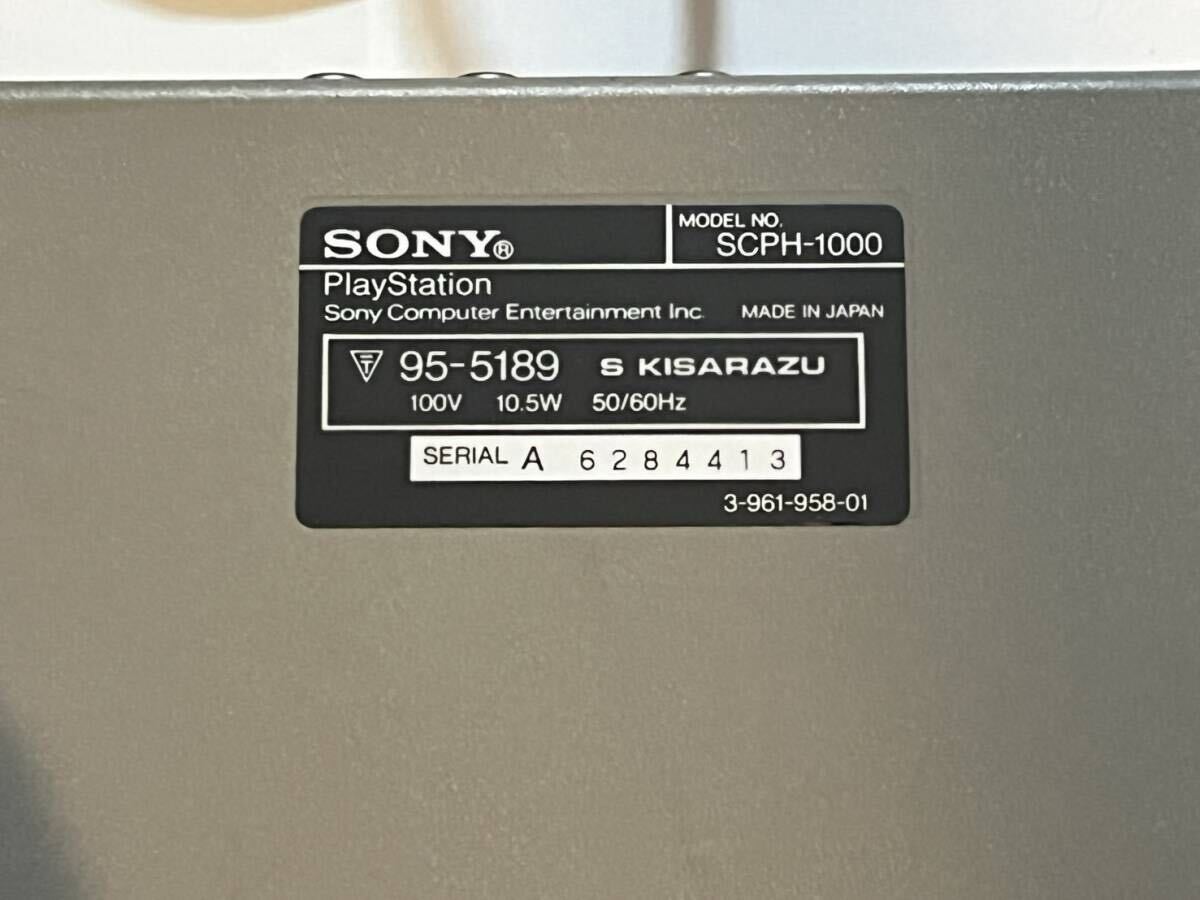 SONY®
MODEL NO.
SCPH-1000
PlayStation
Sony Computer Entertainment Inc. MADE IN JAPAN
T 95-5189 S KISARAZU
100V 10.5W 50/60Hz
SERIAL A 6284413
3-961-958-01